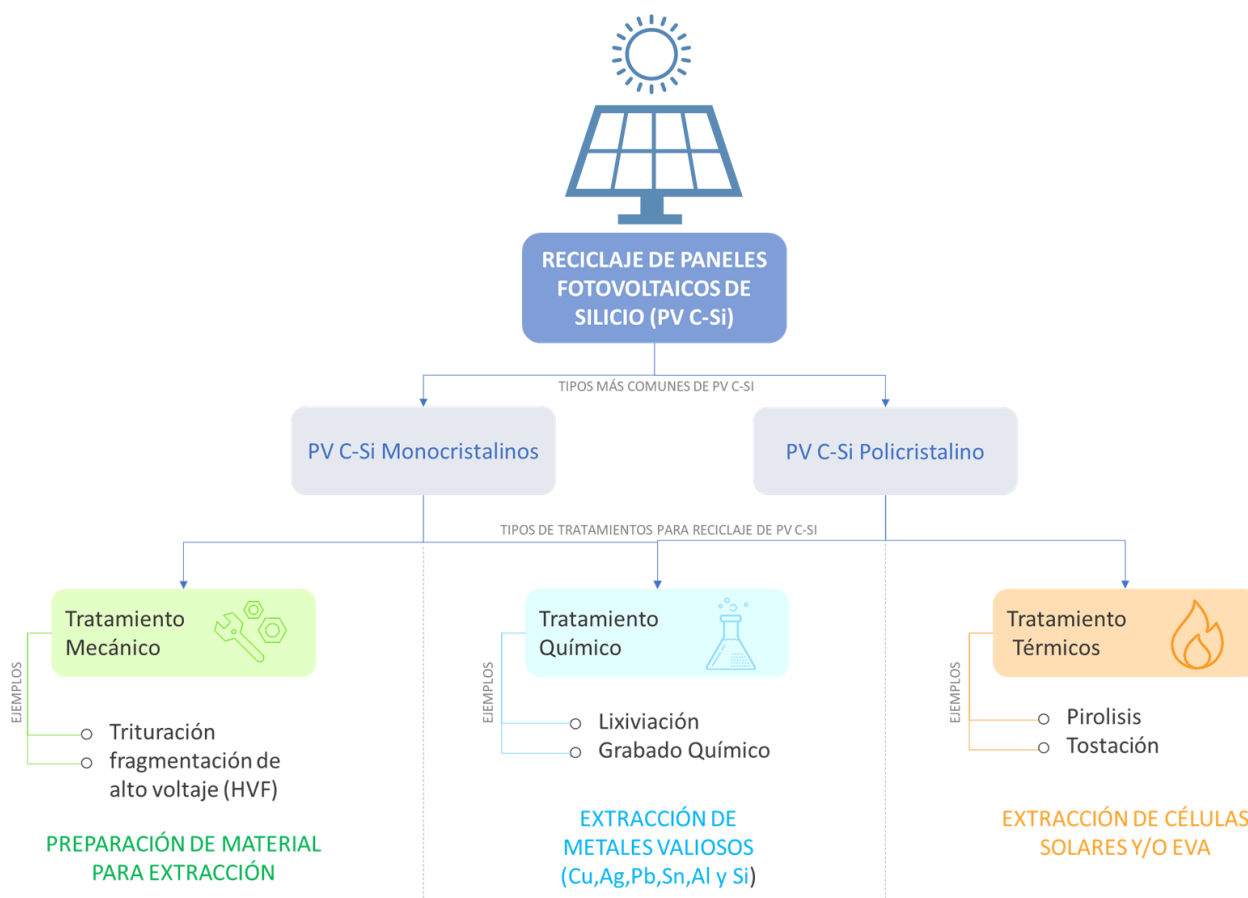 RECICLAJE DE PANELES
FOTOVOLTAICOS DE
SILICIO (PV C-Si)
TIPOS MÁS COMUNES DE PV C-SI
PV C-Si Monocristalinos
PV C-Si Policristalino
TIPOS DE TRATAMIENTOS PARA RECICLAJE DE PV C-SI
Tratamiento
Mecánico
EJEMPLOS
Trituración
fragmentación de
alto voltaje (HVF)
PREPARACIÓN DE MATERIAL
PARA EXTRACCIÓN
Tratamiento
Químico
EJEMPLOS
Lixiviación
Grabado Químico
EXTRACCIÓN DE
METALES VALIOSOS
(Cu,Ag,Pb,Sn,Al y Si)
Tratamiento
Térmicos
EJEMPLOS
Pirolisis
Tostación
EXTRACCIÓN DE CÉLULAS
SOLARES Y/O EVA